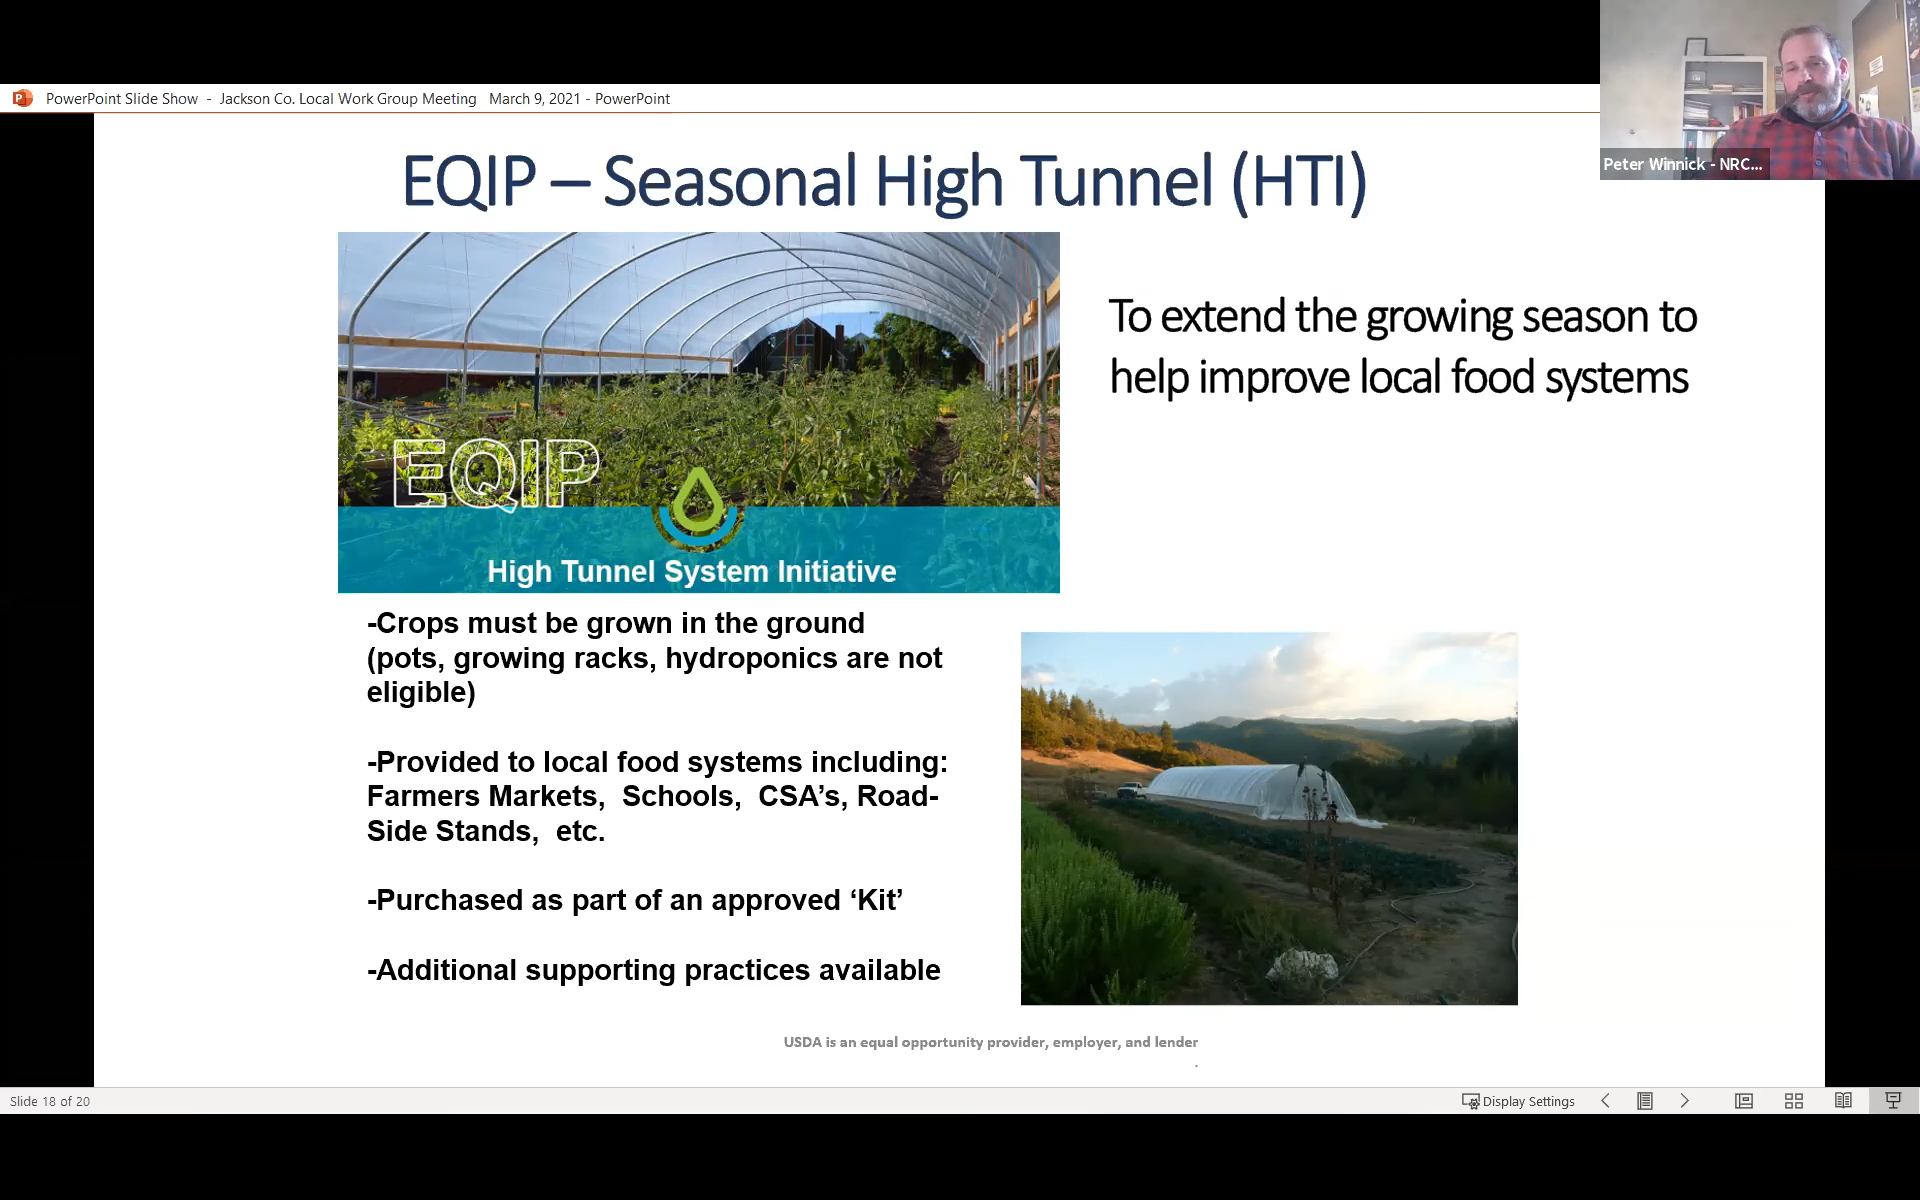 PowerPoint Slide Show - Jackson Co. Local Work Group Meeting March 9, 2021 - PowerPoint
Peter Winnick - NRC...
EQIP – Seasonal High Tunnel (HTI)
To extend the growing season to
help improve local food systems
EQIP
High Tunnel System Initiative
-Crops must be grown in the ground
(pots, growing racks, hydroponics are not
eligible)
-Provided to local food systems including:
Farmers Markets,  Schools,  CSA’s, Road-
Side Stands,  etc.
-Purchased as part of an approved ‘Kit’
-Additional supporting practices available
USDA is an equal opportunity provider, employer, and lender
.
Slide 18 of 20
Display Settings